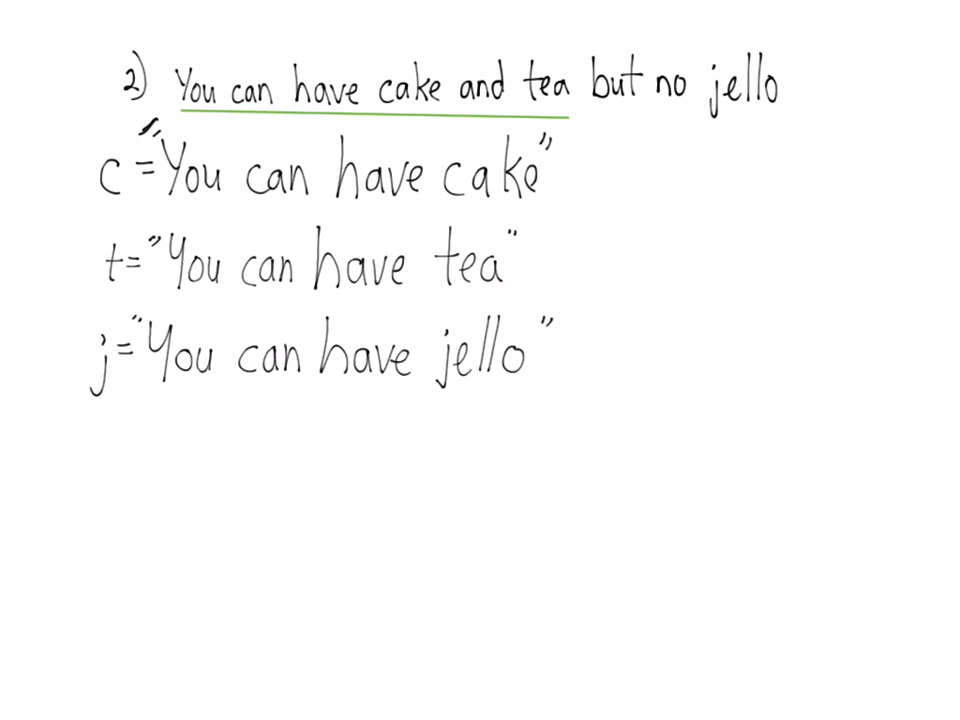 2) You can have cake and tea but no jello
c = "You can have cake"
t = "You can have tea"
j = "You can have jello"